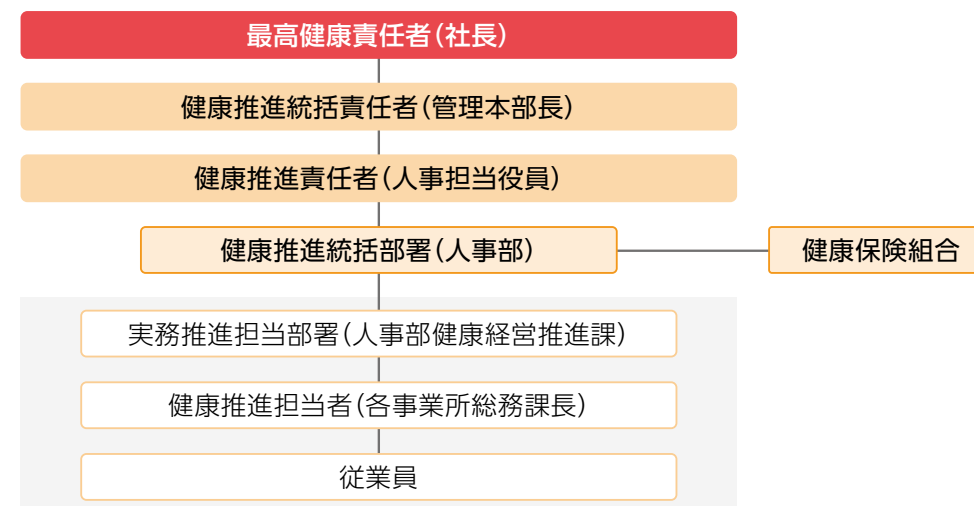 最高健康責任者(社長)
健康推進統括責任者(管理本部長)
健康推進責任者(人事担当役員)
健康推進統括部署(人事部)
健康保険組合
実務推進担当部署(人事部健康経営推進課)
健康推進担当者(各事業所総務課長)
従業員